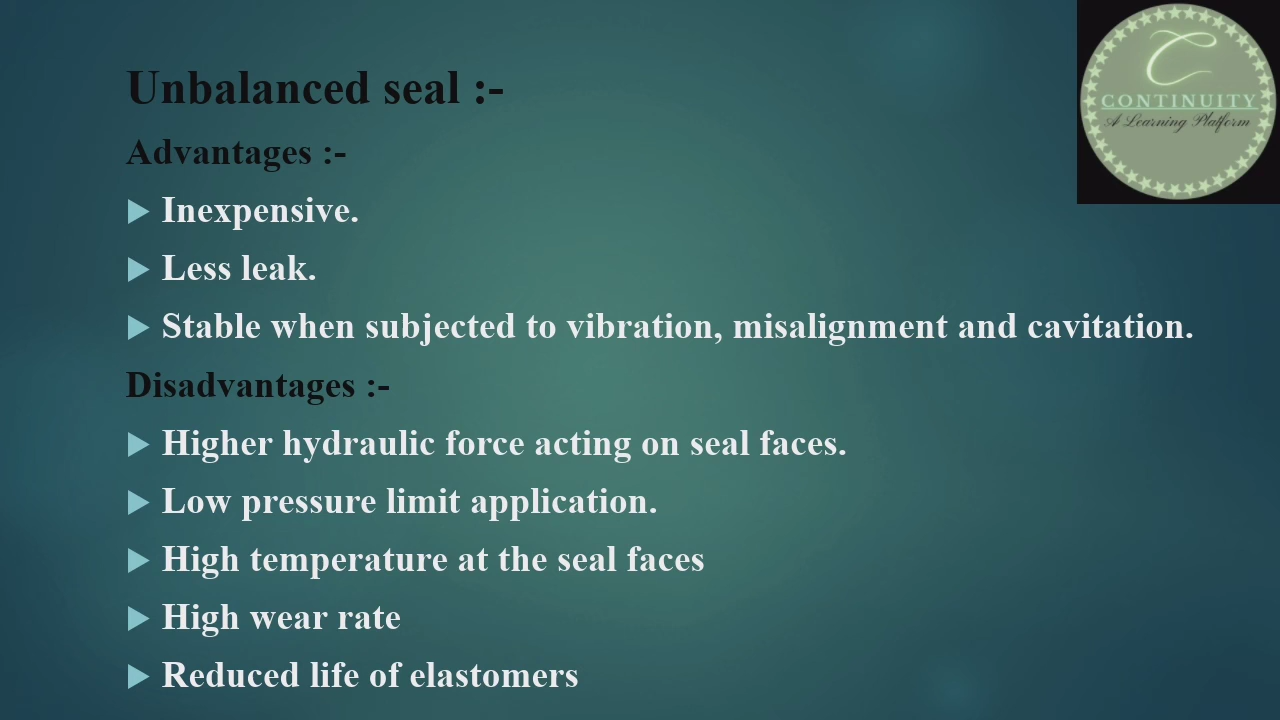 Unbalanced seal :-
Advantages :-
Inexpensive.
Less leak.
Stable when subjected to vibration, misalignment and cavitation.
Disadvantages :-
Higher hydraulic force acting on seal faces.
Low pressure limit application.
High temperature at the seal faces
High wear rate
Reduced life of elastomers
C
CONTINUITY
A Learning Platform